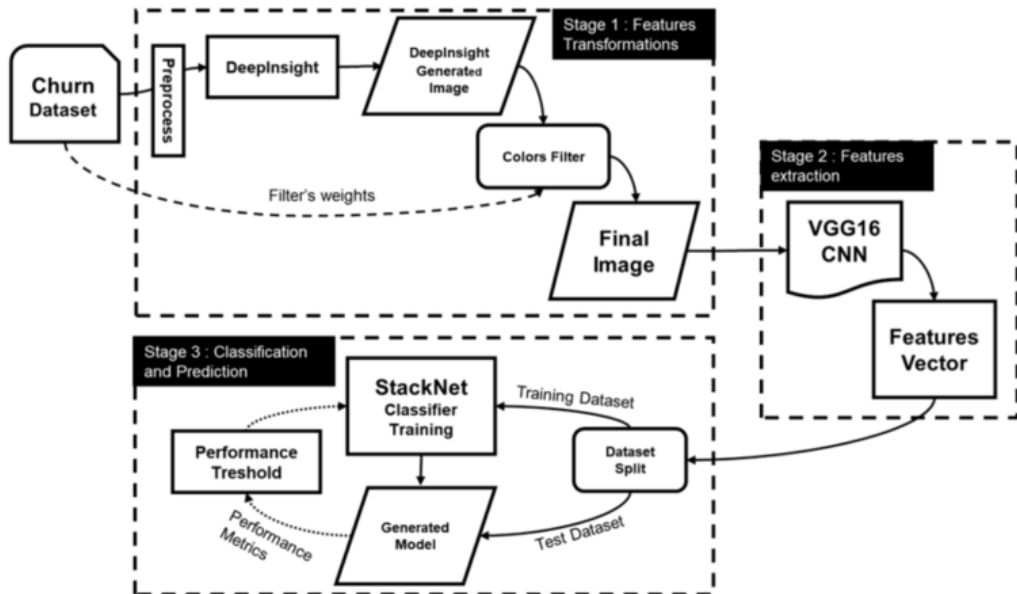 Stage 1 : Features
Transformations
Churn
Dataset
Preprocess
DeepInsight
DeepInsight
Generated
Image
Colors Filter
Filter's weights
Final
Image
Stage 2 : Features
extraction
VGG16
CNN
Features
Vector
Stage 3 : Classification
and Prediction
StackNet
Classifier
Training
Training Dataset
Dataset
Split
Test Dataset
Performance
Treshold
Generated
Model
Performance
Metrics